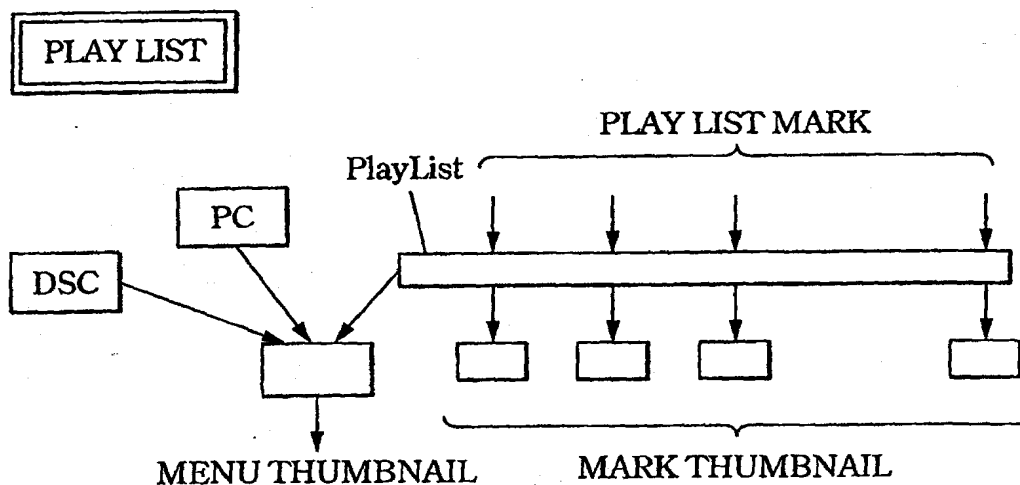 PLAY LIST
PLAY LIST MARK
PlayList
PC
DSC
MENU THUMBNAIL
MARK THUMBNAIL